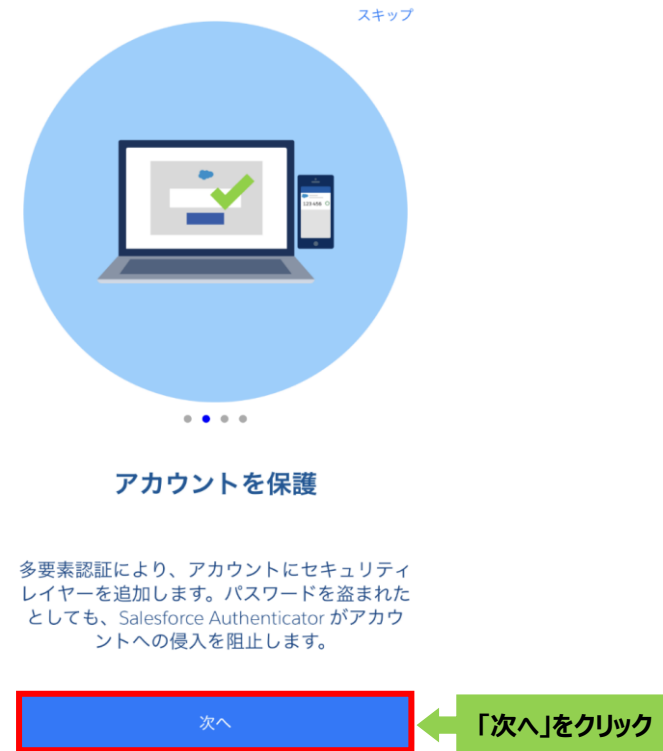 スキップ
123 456
アカウントを保護
多要素認証により、アカウントにセキュリティ
レイヤーを追加します。パスワードを盗まれた
としても、Salesforce Authenticator がアカウ
ントへの侵入を阻止します。
次へ
「次へ」をクリック